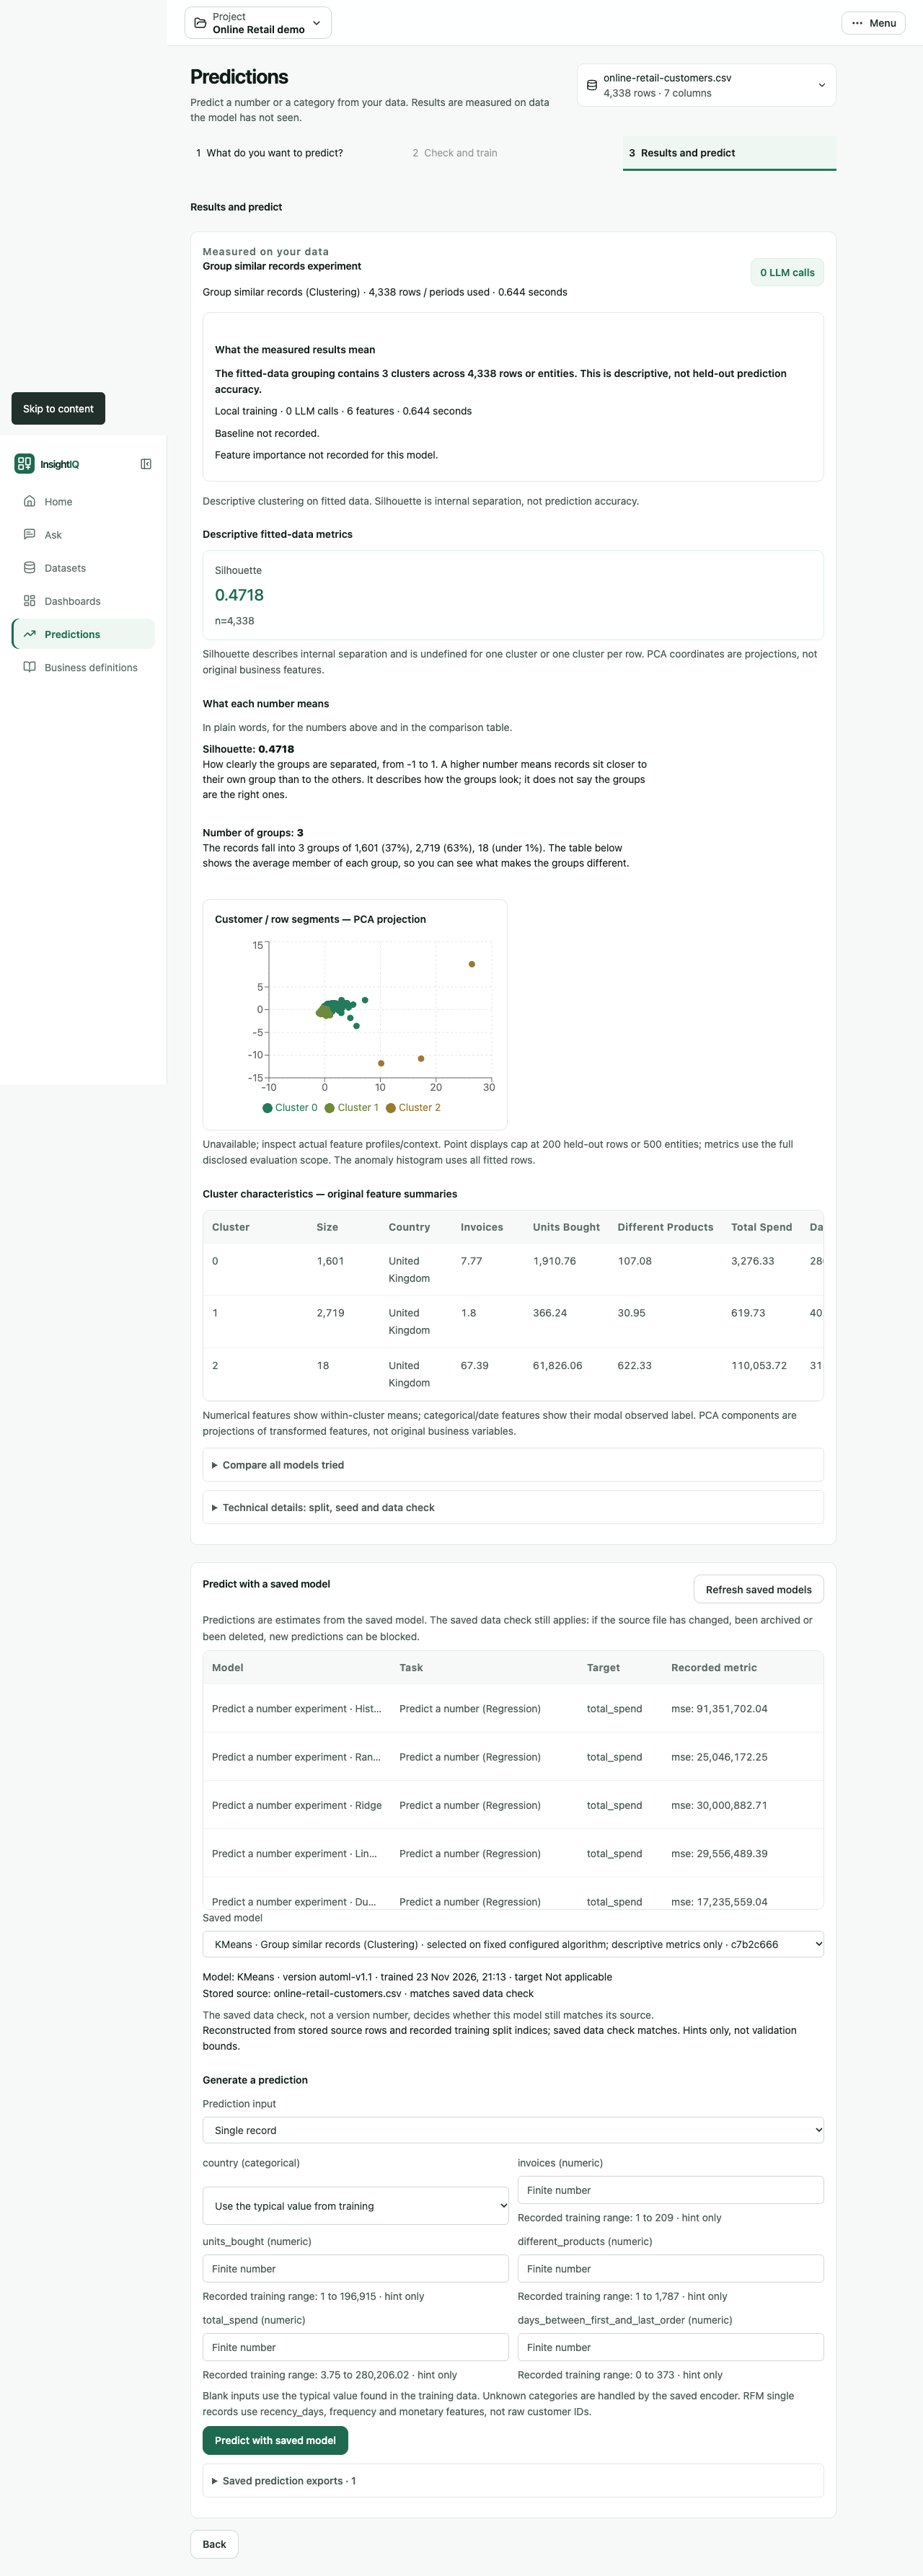 Project
Online Retail demo
Menu
Predictions
Predict a number or a category from your data. Results are measured on data
the model has not seen.
online-retail-customers.csv
4,338 rows · 7 columns
1 What do you want to predict?
2 Check and train
3 Results and predict
Results and predict
Measured on your data
Group similar records experiment
0 LLM calls
Group similar records (Clustering) · 4,338 rows / periods used · 0.644 seconds
What the measured results mean
The fitted-data grouping contains 3 clusters across 4,338 rows or entities. This is descriptive, not held-out prediction
accuracy.
Local training · 0 LLM calls · 6 features · 0.644 seconds
Baseline not recorded.
Feature importance not recorded for this model.
Skip to content
InsightIQ
Home
Ask
Datasets
Dashboards
Predictions
Business definitions
Descriptive clustering on fitted data. Silhouette is internal separation, not prediction accuracy.
Descriptive fitted-data metrics
Silhouette
0.4718
n=4,338
Silhouette describes internal separation and is undefined for one cluster or one cluster per row. PCA coordinates are projections, not
original business features.
What each number means
In plain words, for the numbers above and in the comparison table.
Silhouette: 0.4718
How clearly the groups are separated, from -1 to 1. A higher number means records sit closer to
their own group than to the others. It describes how the groups look; it does not say the groups
are the right ones.
Number of groups: 3
The records fall into 3 groups of 1,601 (37%), 2,719 (63%), 18 (under 1%). The table below
shows the average member of each group, so you can see what makes the groups different.
Customer / row segments — PCA projection
15
5
0
-5
-10
-15
-10 0 10 20 30
Cluster 0 Cluster 1 Cluster 2
Unavailable; inspect actual feature profiles/context. Point displays cap at 200 held-out rows or 500 entities; metrics use the full
disclosed evaluation scope. The anomaly histogram uses all fitted rows.
Cluster characteristics — original feature summaries
Cluster Size Country Invoices Units Bought Different Products Total Spend Da
0 1,601 United Kingdom 7.77 1,910.76 107.08 3,276.33 28
1 2,719 United Kingdom 1.8 366.24 30.95 619.73 40
2 18 United Kingdom 67.39 61,826.06 622.33 110,053.72 31
Numerical features show within-cluster means; categorical/date features show their modal observed label. PCA components are
projections of transformed features, not original business variables.
Compare all models tried
Technical details: split, seed and data check
Predict with a saved model
Refresh saved models
Predictions are estimates from the saved model. The saved data check still applies: if the source file has changed, been archived or
been deleted, new predictions can be blocked.
Model Task Target Recorded metric
Predict a number experiment · Hist... Predict a number (Regression) total_spend mse: 91,351,702.04
Predict a number experiment · Ran... Predict a number (Regression) total_spend mse: 25,046,172.25
Predict a number experiment · Ridge Predict a number (Regression) total_spend mse: 30,000,882.71
Predict a number experiment · Lin... Predict a number (Regression) total_spend mse: 29,556,489.39
Predict a number experiment · Du... Predict a number (Regression) total_spend mse: 17,235,559.04
Saved model
KMeans · Group similar records (Clustering) · selected on fixed configured algorithm; descriptive metrics only · c7b2c666
Model: KMeans · version automl-v1.1 · trained 23 Nov 2026, 21:13 · target Not applicable
Stored source: online-retail-customers.csv · matches saved data check
The saved data check, not a version number, decides whether this model still matches its source.
Reconstructed from stored source rows and recorded training split indices; saved data check matches. Hints only, not validation
bounds.
Generate a prediction
Prediction input
Single record
country (categorical)
Use the typical value from training
invoices (numeric)
Finite number
Recorded training range: 1 to 209 · hint only
units_bought (numeric)
Finite number
Recorded training range: 1 to 196,915 · hint only
different_products (numeric)
Finite number
Recorded training range: 1 to 1,787 · hint only
total_spend (numeric)
Finite number
Recorded training range: 3.75 to 280,206.02 · hint only
days_between_first_and_last_order (numeric)
Finite number
Recorded training range: 0 to 373 · hint only
Blank inputs use the typical value found in the training data. Unknown categories are handled by the saved encoder. RFM single
records use recency_days, frequency and monetary features, not raw customer IDs.
Predict with saved model
Saved prediction exports · 1
Back